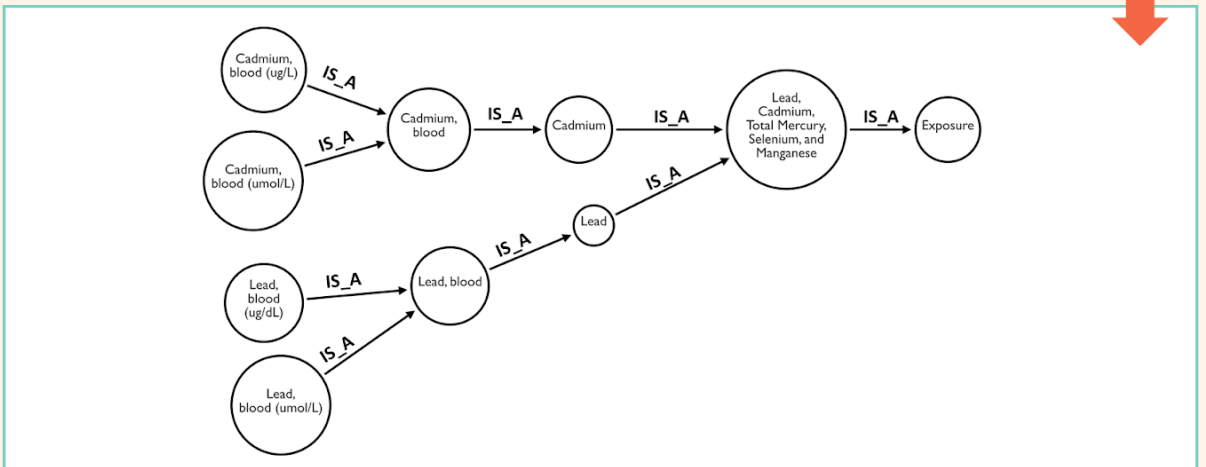 Cadmium,
blood (ug/L)
IS_A
Cadmium,
blood (umol/L)
IS_A
Cadmium,
blood
IS_A
Cadmium
IS_A
Lead,
Cadmium,
Total Mercury,
Selenium, and
Manganese
IS_A
Exposure
Lead,
blood
(ug/dL)
IS_A
Lead,
blood (umol/L)
IS_A
Lead, blood
IS_A
Lead
IS_A